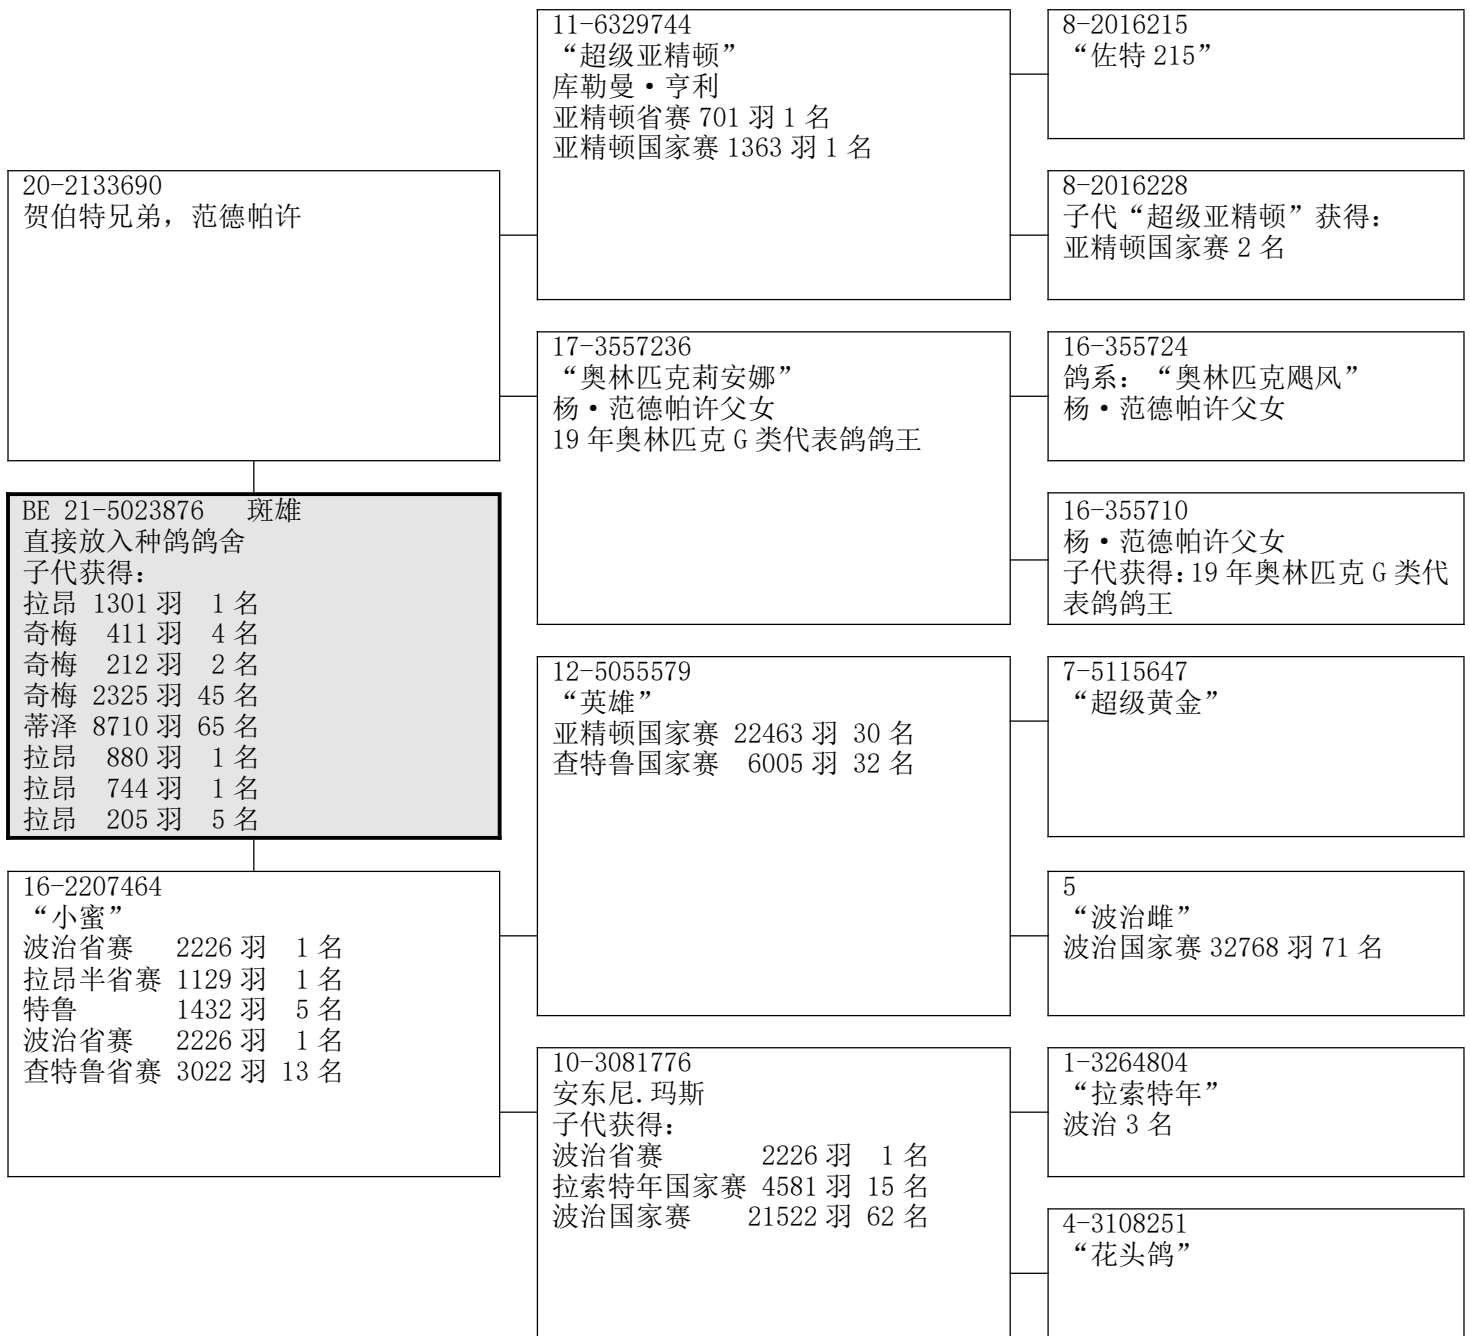 20-2133690
贺伯特兄弟，范德帕许
BE 21-5023876 斑雄
直接放入种鸽鸽舍
子代获得：
拉昂 1301 羽 1 名
奇梅 411 羽 4 名
奇梅 212 羽 2 名
奇梅 2325 羽 45 名
蒂泽 8710 羽 65 名
拉昂 880 羽 1 名
拉昂 744 羽 1 名
拉昂 205 羽 5 名
16-2207464
“小蜜”
波治省赛 2226 羽 1 名
拉昂半省赛 1129 羽 1 名
特鲁 1432 羽 5 名
波治省赛 2226 羽 1 名
查特鲁省赛 3022 羽 13 名
11-6329744
“超级亚精顿”
库勒曼·亨利
亚精顿省赛 701 羽 1 名
亚精顿国家赛 1363 羽 1 名
17-3557236
“奥林匹克莉安娜”
杨·范德帕许父女
19 年奥林匹克 G 类代表鸽鸽王
12-5055579
“英雄”
亚精顿国家赛 22463 羽 30 名
查特鲁国家赛 6005 羽 32 名
10-3081776
安东尼.玛斯
子代获得：
波治省赛 2226 羽 1 名
拉索特年国家赛 4581 羽 15 名
波治国家赛 21522 羽 62 名
8-2016215
“佐特 215”
8-2016228
子代“超级亚精顿”获得：
亚精顿国家赛 2 名
16-355724
鸽系：“奥林匹克飓风”
杨·范德帕许父女
16-355710
杨·范德帕许父女
子代获得:19 年奥林匹克 G 类代
表鸽鸽王
7-5115647
“超级黄金”
5
“波治雌”
波治国家赛 32768 羽 71 名
1-3264804
“拉索特年”
波治 3 名
4-3108251
“花头鸽”